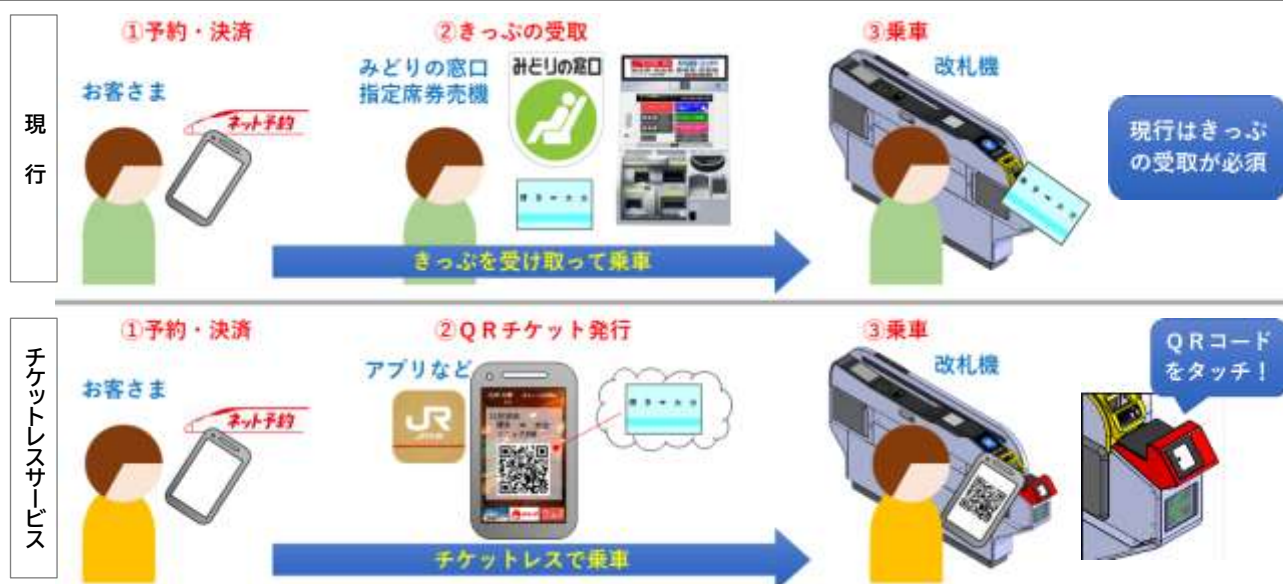 現行
①予約・決済
お客さま
ネット予約
②きっぷの受取
みどりの窓口
指定席券売機
みどりの窓口
③乗車
改札機
現行はきっぷ
の受取が必須
きっぷを受け取って乗車
チケットレスサービス
①予約・決済
お客さま
ネット予約
②QRチケット発行
アプリなど
JR
③乗車
改札機
QRコード
をタッチ！
チケットレスで乗車